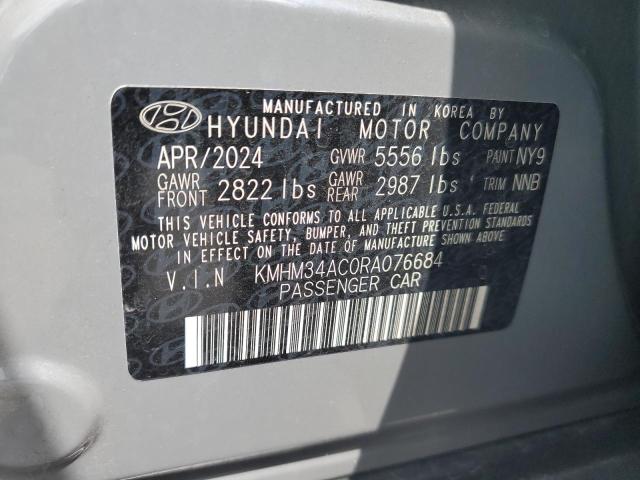 MANUFACTURED IN KOREA BY
HYUNDAI MOTOR COMPANY
APR/2024 GVWR 5556 lbs PAINT NY9
GAWR FRONT 2822 lbs GAWR REAR 2987 lbs TRIM NNB
THIS VEHICLE CONFORMS TO ALL APPLICABLE U.S.A. FEDERAL
MOTOR VEHICLE SAFETY, BUMPER, AND THEFT PREVENTION STANDARDS
IN EFFECT ON THE DATE OF MANUFACTURE SHOWN ABOVE.
V.I.N KMHM34AC0RA076684
PASSENGER CAR